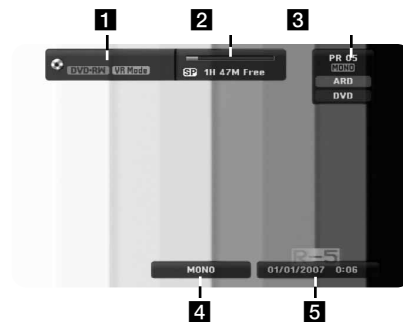 1 2 3
DVD-RW VR Mode
SP 1H 47M Free
PR 05
MONO
ARD
DVD
R-5
MONO
01/01/2007 0:06
4 5